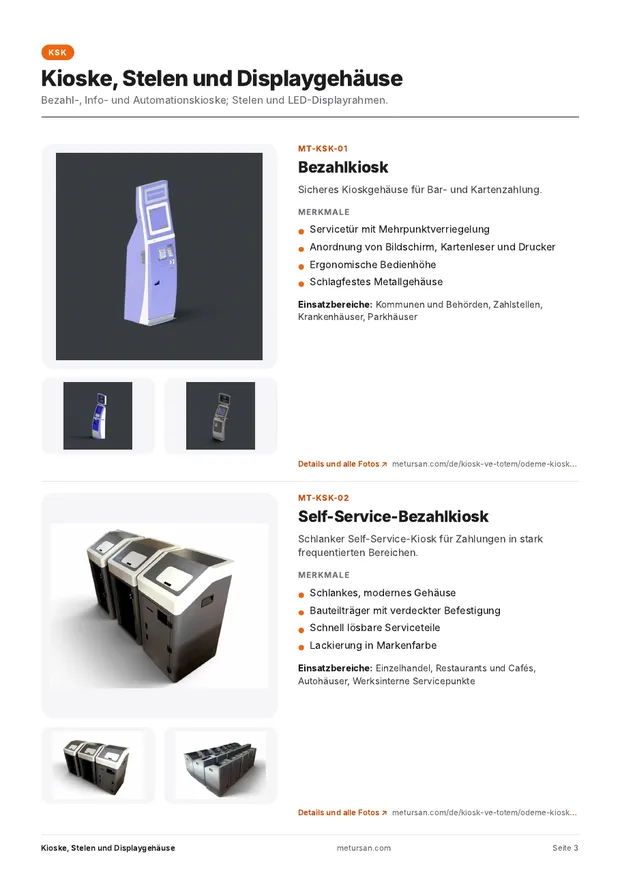 KSK
Kioske, Stelen und Displaygehäuse
Bezahl-, Info- und Automationskioske; Stelen und LED-Displayrahmen.
MT-KSK-01
Bezahlkiosk
Sicheres Kioskgehäuse für Bar- und Kartenzahlung.
MERKMALE
Servicetür mit Mehrpunktverriegelung
Anordnung von Bildschirm, Kartenleser und Drucker
Ergonomische Bedienhöhe
Schlagfestes Metallgehäuse
Einsatzbereiche: Kommunen und Behörden, Zahlstellen,
Krankenhäuser, Parkhäuser
Details und alle Fotos ↗ metursan.com/de/kiosk-ve-totem/odeme-kiosk...
MT-KSK-02
Self-Service-Bezahlkiosk
Schlanker Self-Service-Kiosk für Zahlungen in stark
frequentierten Bereichen.
MERKMALE
Schlankes, modernes Gehäuse
Bauteilträger mit verdeckter Befestigung
Schnell lösbare Serviceteile
Lackierung in Markenfarbe
Einsatzbereiche: Einzelhandel, Restaurants und Cafés,
Autohäuser, Werksinterne Servicepunkte
Details und alle Fotos ↗ metursan.com/de/kiosk-ve-totem/odeme-kiosk...
Kioske, Stelen und Displaygehäuse
metursan.com
Seite 3